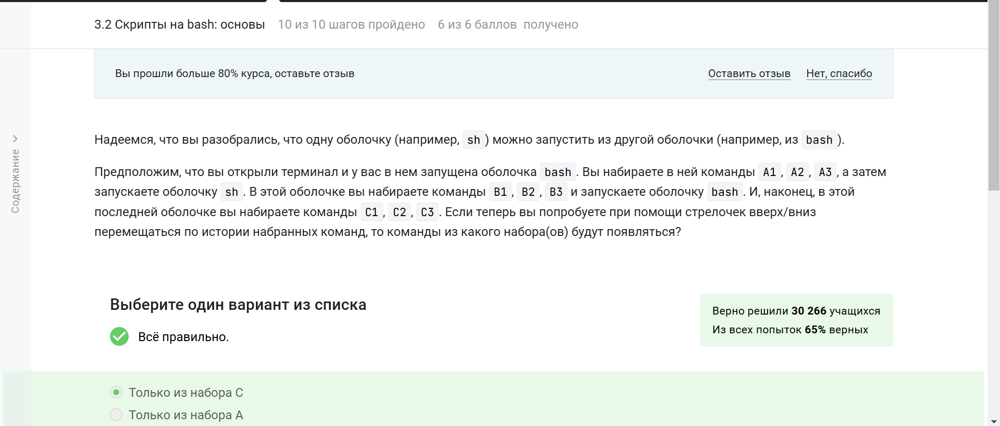 3.2 Скрипты на bash: основы 10 из 10 шагов пройдено 6 из 6 баллов получено
Вы прошли больше 80% курса, оставьте отзыв Оставить отзыв Нет, спасибо
Содержание
Надеемся, что вы разобрались, что одну оболочку (например, sh) можно запустить из другой оболочки (например, из bash).
Предположим, что вы открыли терминал и у вас в нем запущена оболочка bash. Вы набираете в ней команды A1, A2, A3, а затем
запускаете оболочку sh. В этой оболочке вы набираете команды B1, B2, B3 и запускаете оболочку bash. И, наконец, в этой
последней оболочке вы набираете команды C1, C2, C3. Если теперь вы попробуете при помощи стрелочек вверх/вниз
перемещаться по истории набранных команд, то команды из какого набора(ов) будут появляться?
Выберите один вариант из списка
Всё правильно.
Верно решили 30 266 учащихся
Из всех попыток 65% верных
Только из набора C
Только из набора A